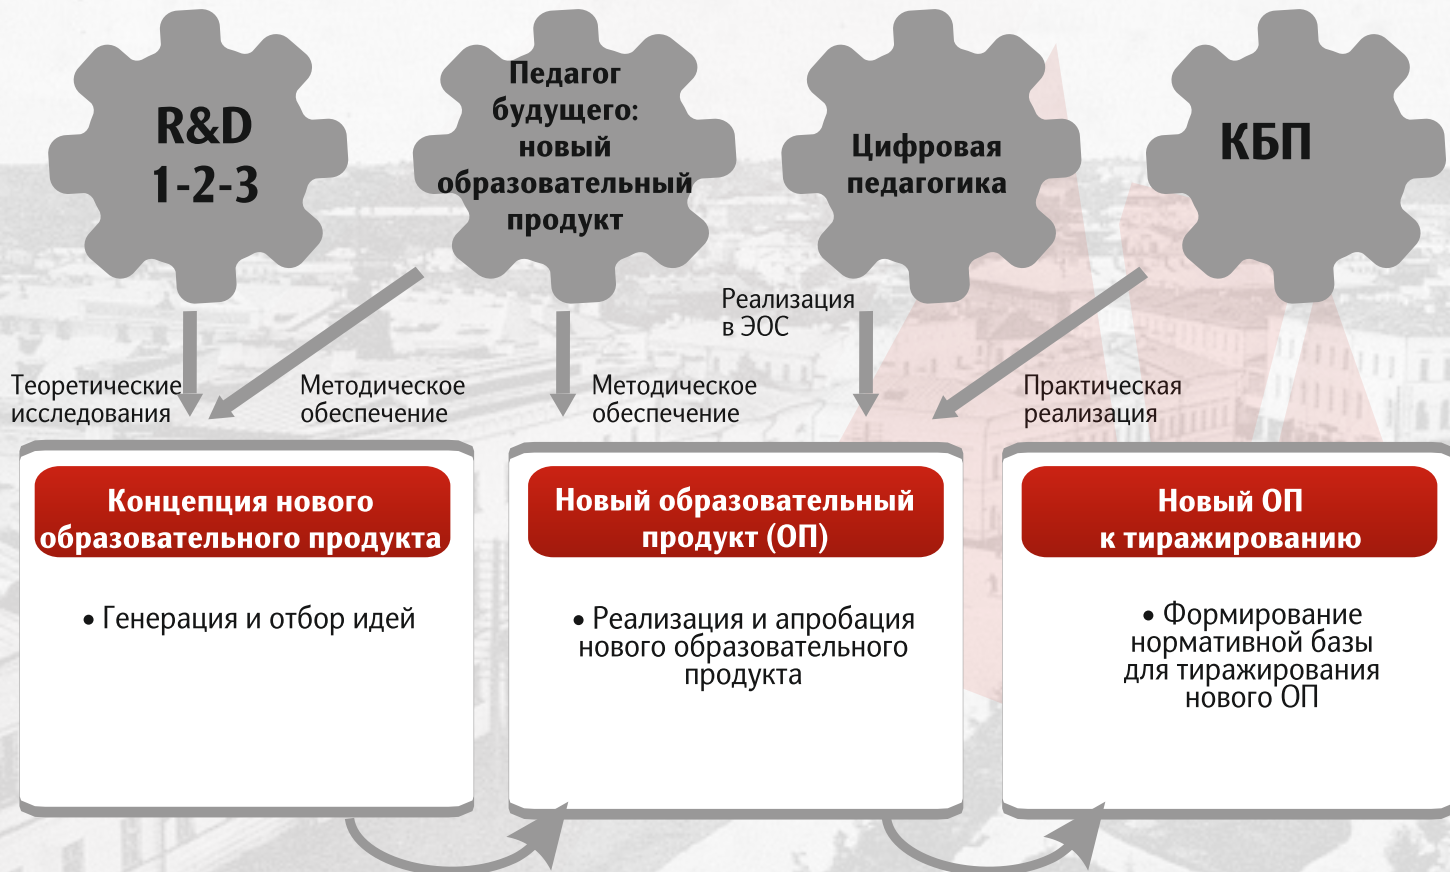 R&D
1-2-3
Педагог
будущего:
новый
образовательный
продукт
Цифровая
педагогика
КБП
Реализация
в ЭОС
Теоретические
исследования
Методическое
обеспечение
Методическое
обеспечение
Практическая
реализация
Концепция нового
образовательного продукта
• Генерация и отбор идей
Новый образовательный
продукт (ОП)
• Реализация и апробация
нового образовательного
продукта
Новый ОП
к тиражированию
• Формирование
нормативной базы
для тиражирования
нового ОП